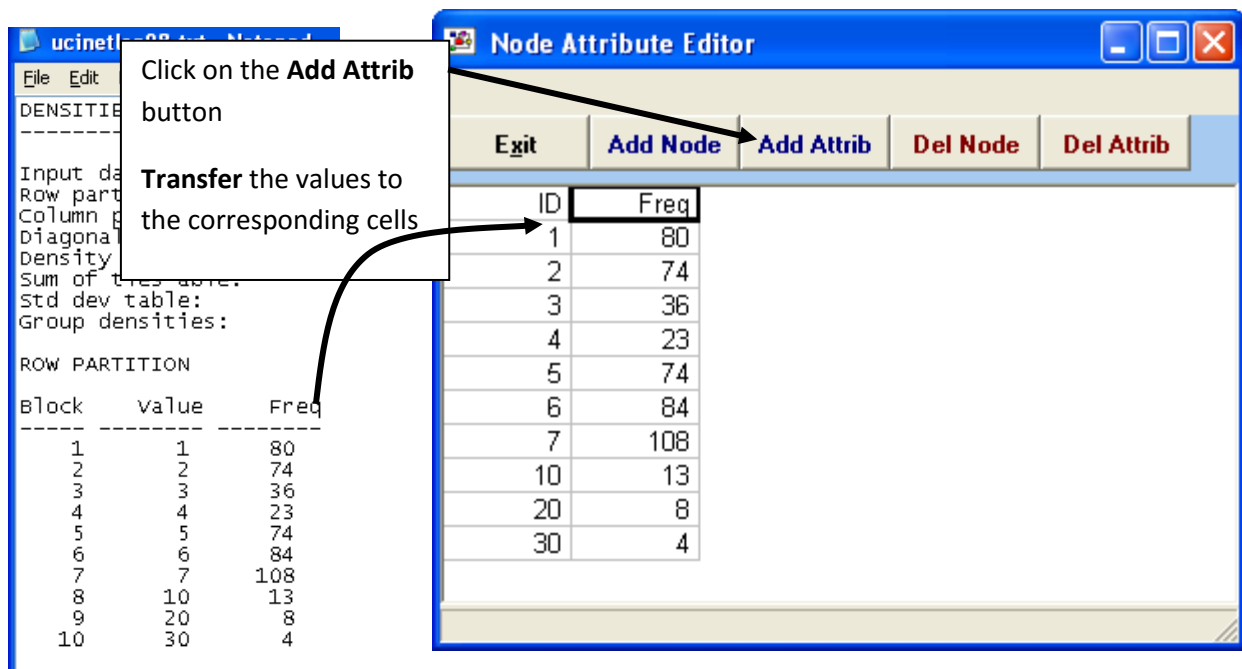 ucinetl
File Edit
DENSITIE
Input da
Row part
Column p
Diagonal
Density
Sum of
Std dev table:
Group densities:
ROW PARTITION
Block Value Freq
----- -------- --------
1 1 80
2 2 74
3 3 36
4 4 23
5 5 74
6 6 84
7 7 108
8 10 13
9 20 8
10 30 4
Click on the Add Attrib
button
Transfer the values to
the corresponding cells
Node Attribute Editor
Exit Add Node Add Attrib Del Node Del Attrib
ID Freq
1 80
2 74
3 36
4 23
5 74
6 84
7 108
10 13
20 8
30 4